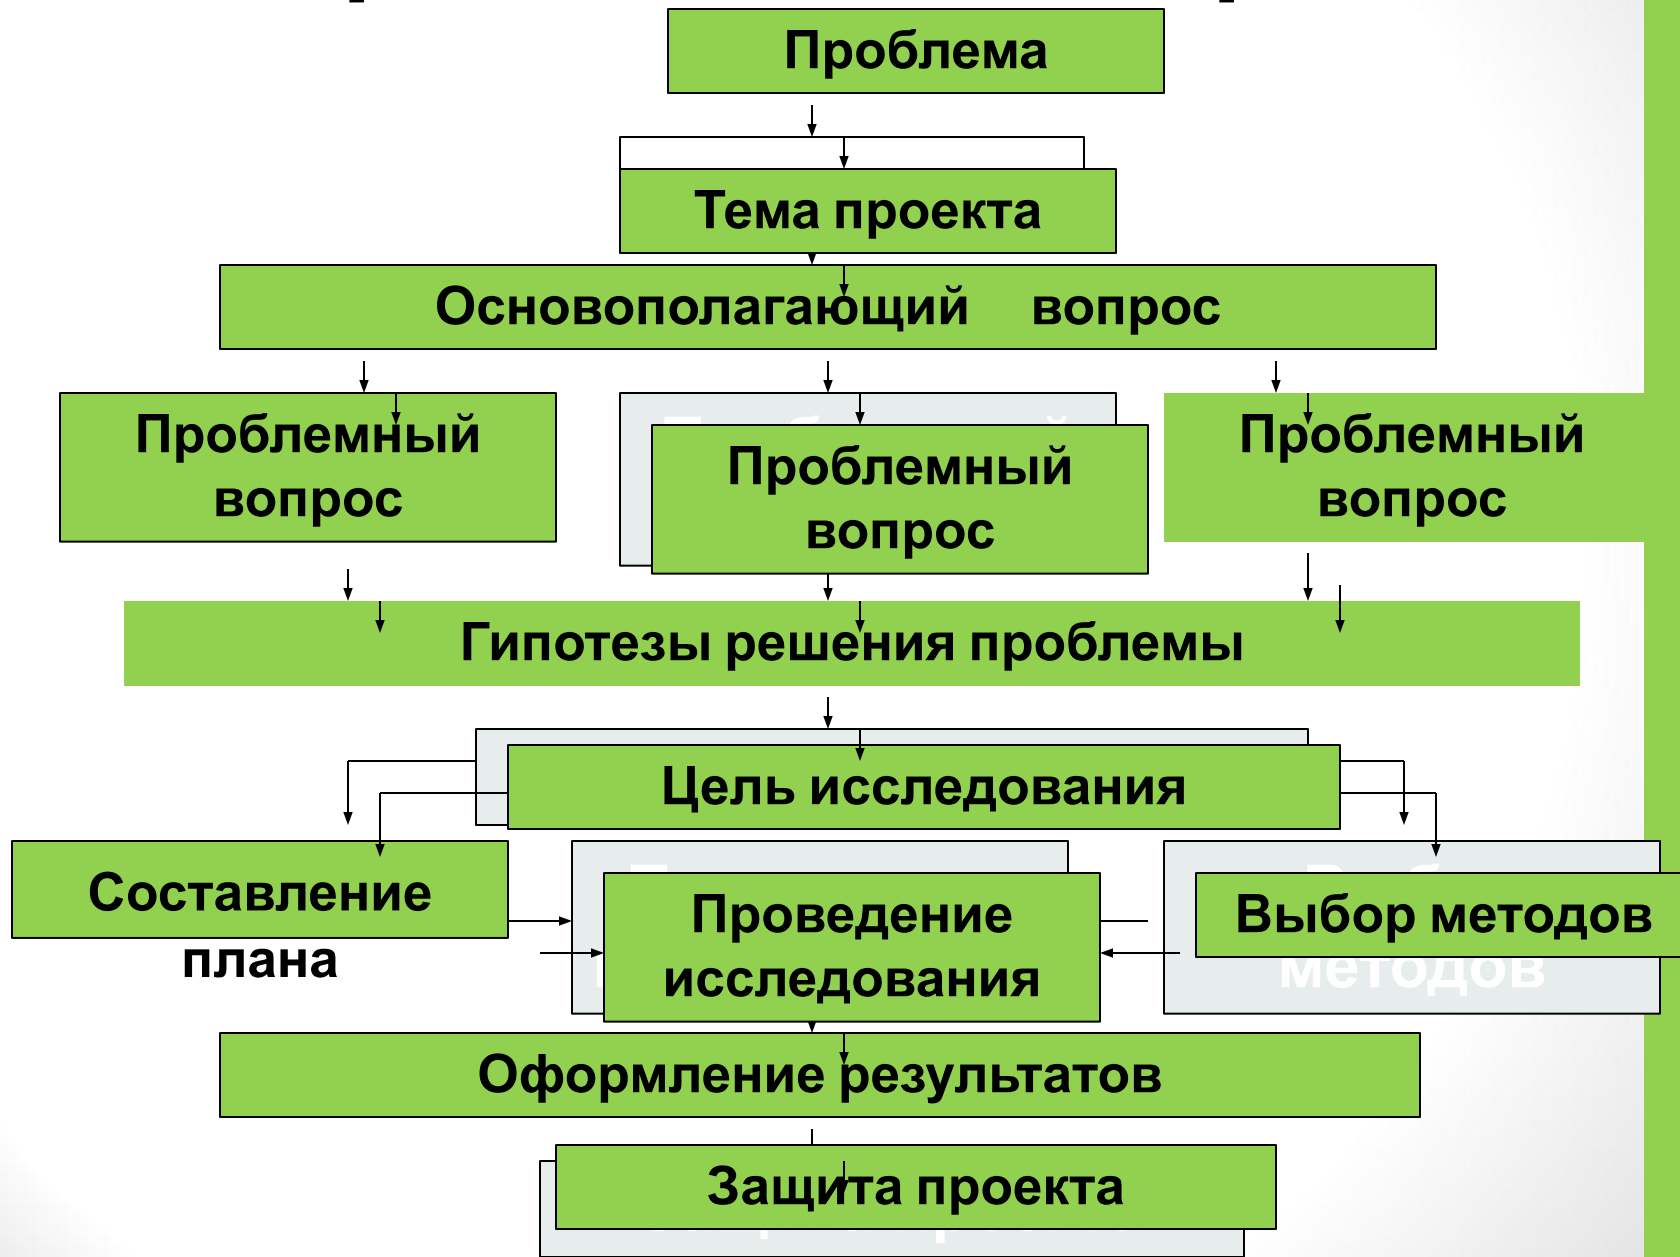 Проблема
Тема проекта
Основополагающий вопрос
Проблемный
вопрос
Проблемный
вопрос
Проблемный
вопрос
Гипотезы решения проблемы
Цель исследования
Составление
плана
Проведение
исследования
Выбор методов
методов
Оформление результатов
Защита проекта